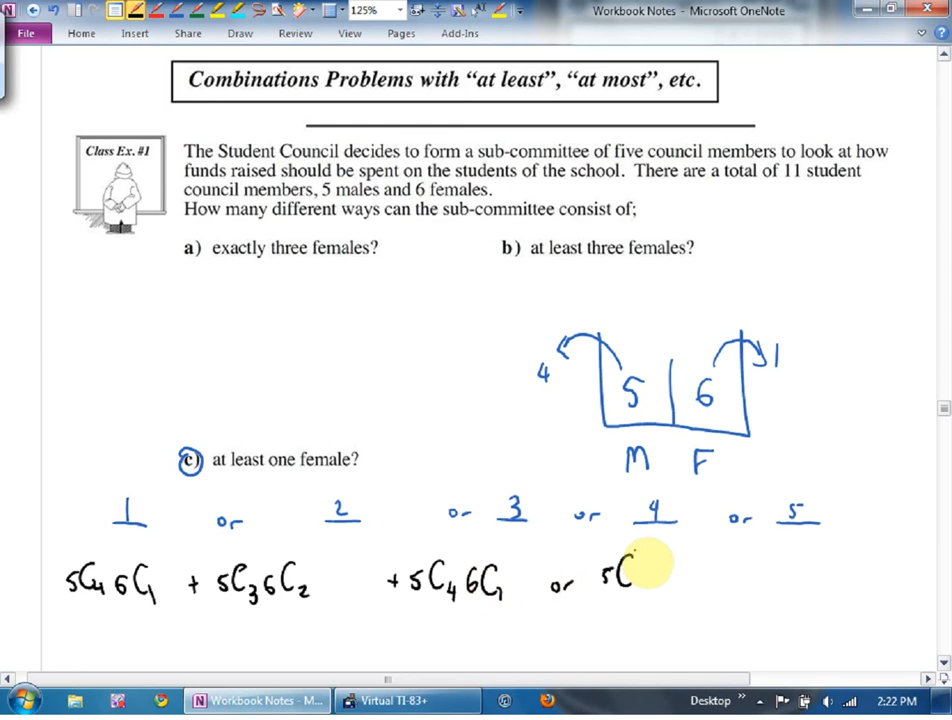 125%
Workbook Notes - Microsoft OneNote
File Home Insert Share Draw Review View Pages Add-Ins
Combinations Problems with “at least”, “at most”, etc.
Class Ex. #1
The Student Council decides to form a sub-committee of five council members to look at how
funds raised should be spent on the students of the school. There are a total of 11 student
council members, 5 males and 6 females.
How many different ways can the sub-committee consist of;
a) exactly three females? b) at least three females?
4 5 6 1
M F
c) at least one female?
1 or 2 or 3 or 4 or 5
5C4 6C1 + 5C3 6C2 + 5C4 6C1 or 5C
Workbook Notes - M... Virtual TI-83+ Desktop 2:22 PM